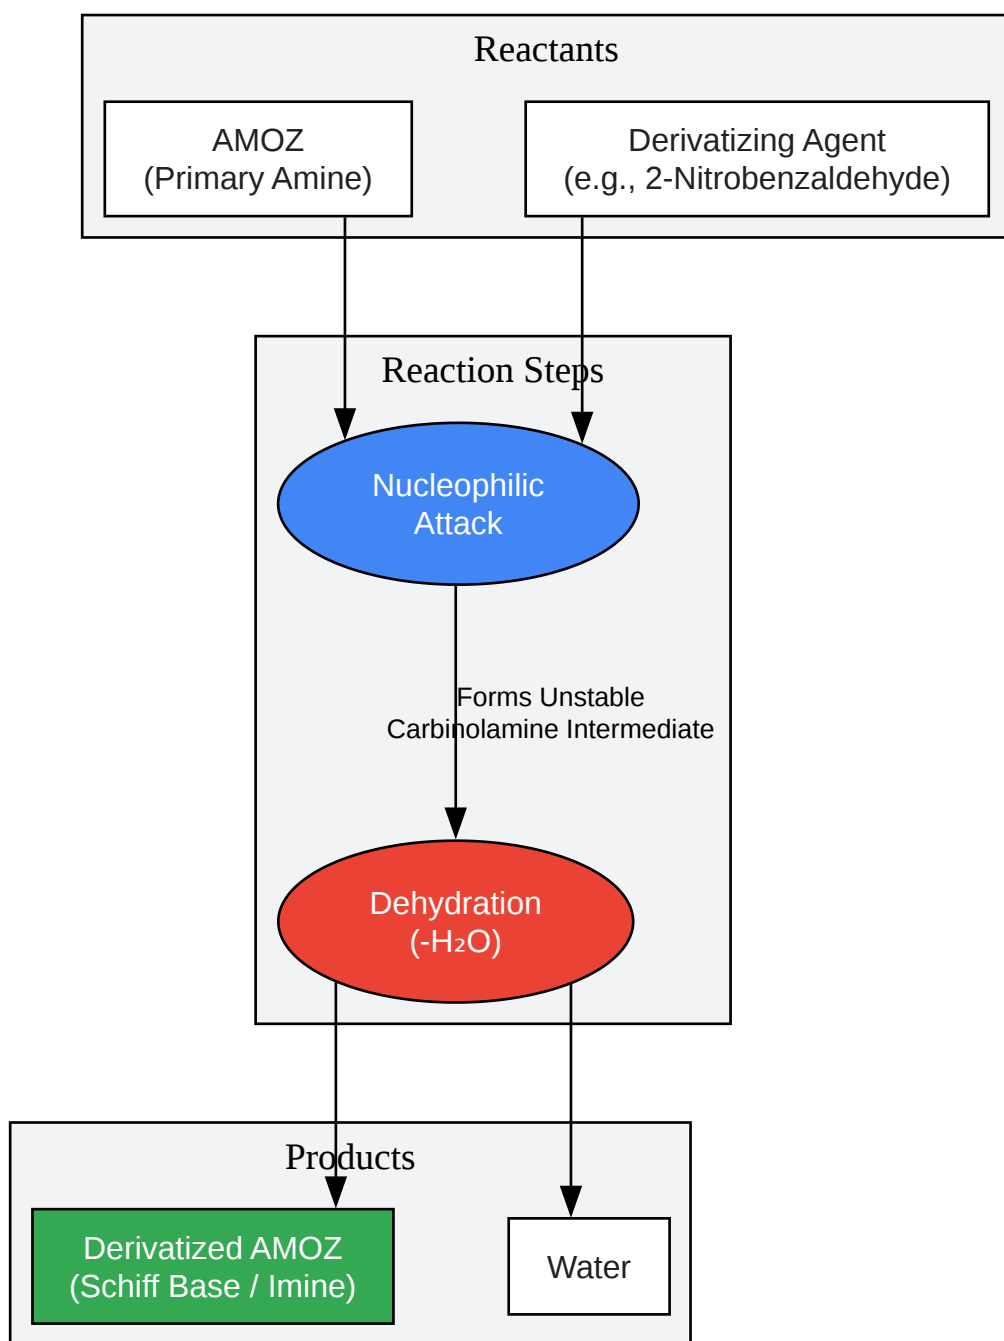 Reactants
AMOZ
(Primary Amine)
Derivatizing Agent
(e.g., 2-Nitrobenzaldehyde)
Reaction Steps
Nucleophilic
Attack
Forms Unstable
Carbinolamine Intermediate
Dehydration
(-H₂O)
Products
Derivatized AMOZ
(Schiff Base / Imine)
Water